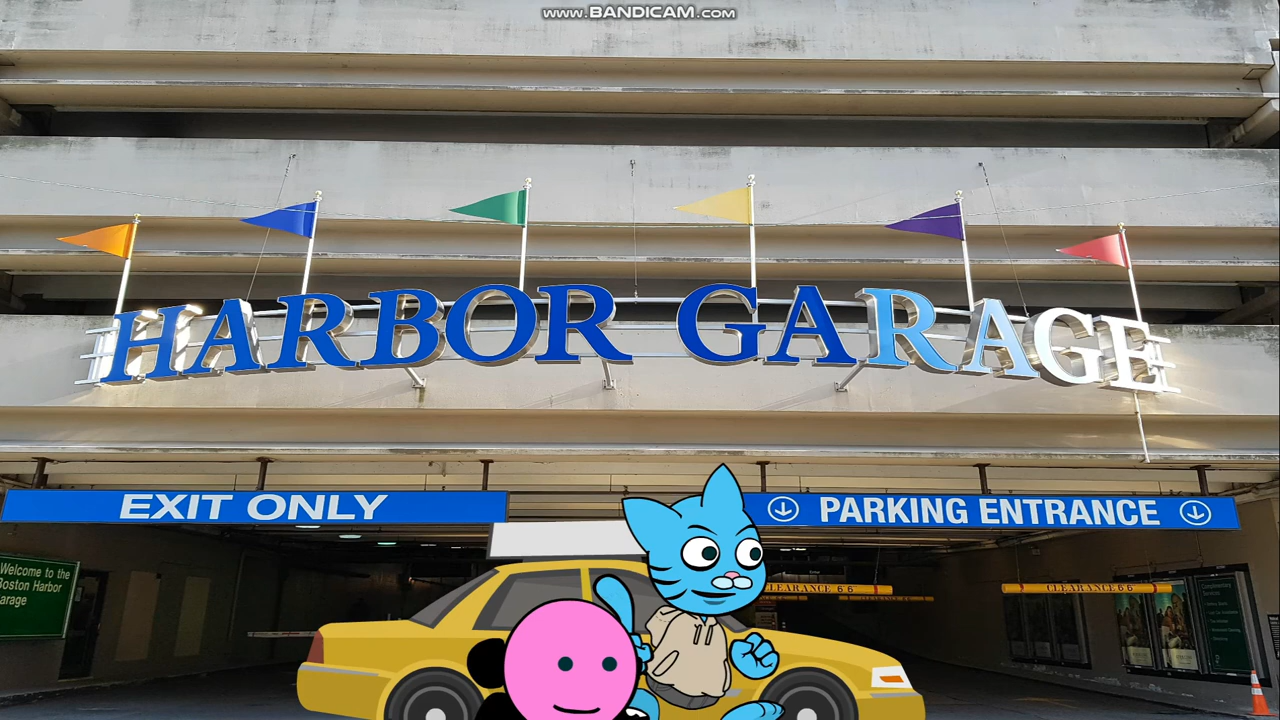 www.BANDICAM.com
HARBOR GARAGE
EXIT ONLY
PARKING ENTRANCE
CLEARANCE 6 6
CLEARANCE 6 6
Welcome to the
Boston Harbor
arage